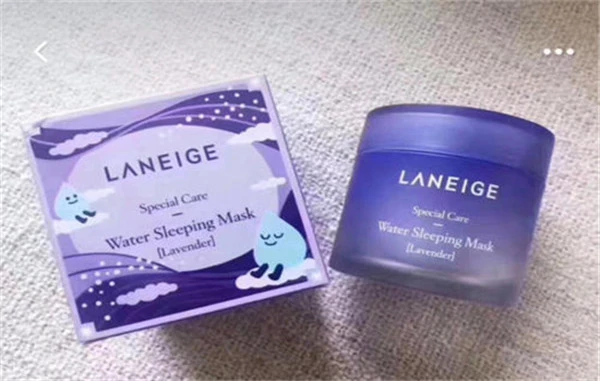 LANEIGE
Special Care
Water Sleeping Mask
[Lavender]
LANEIGE
Special Care
Water Sleeping Mask
[Lavender]